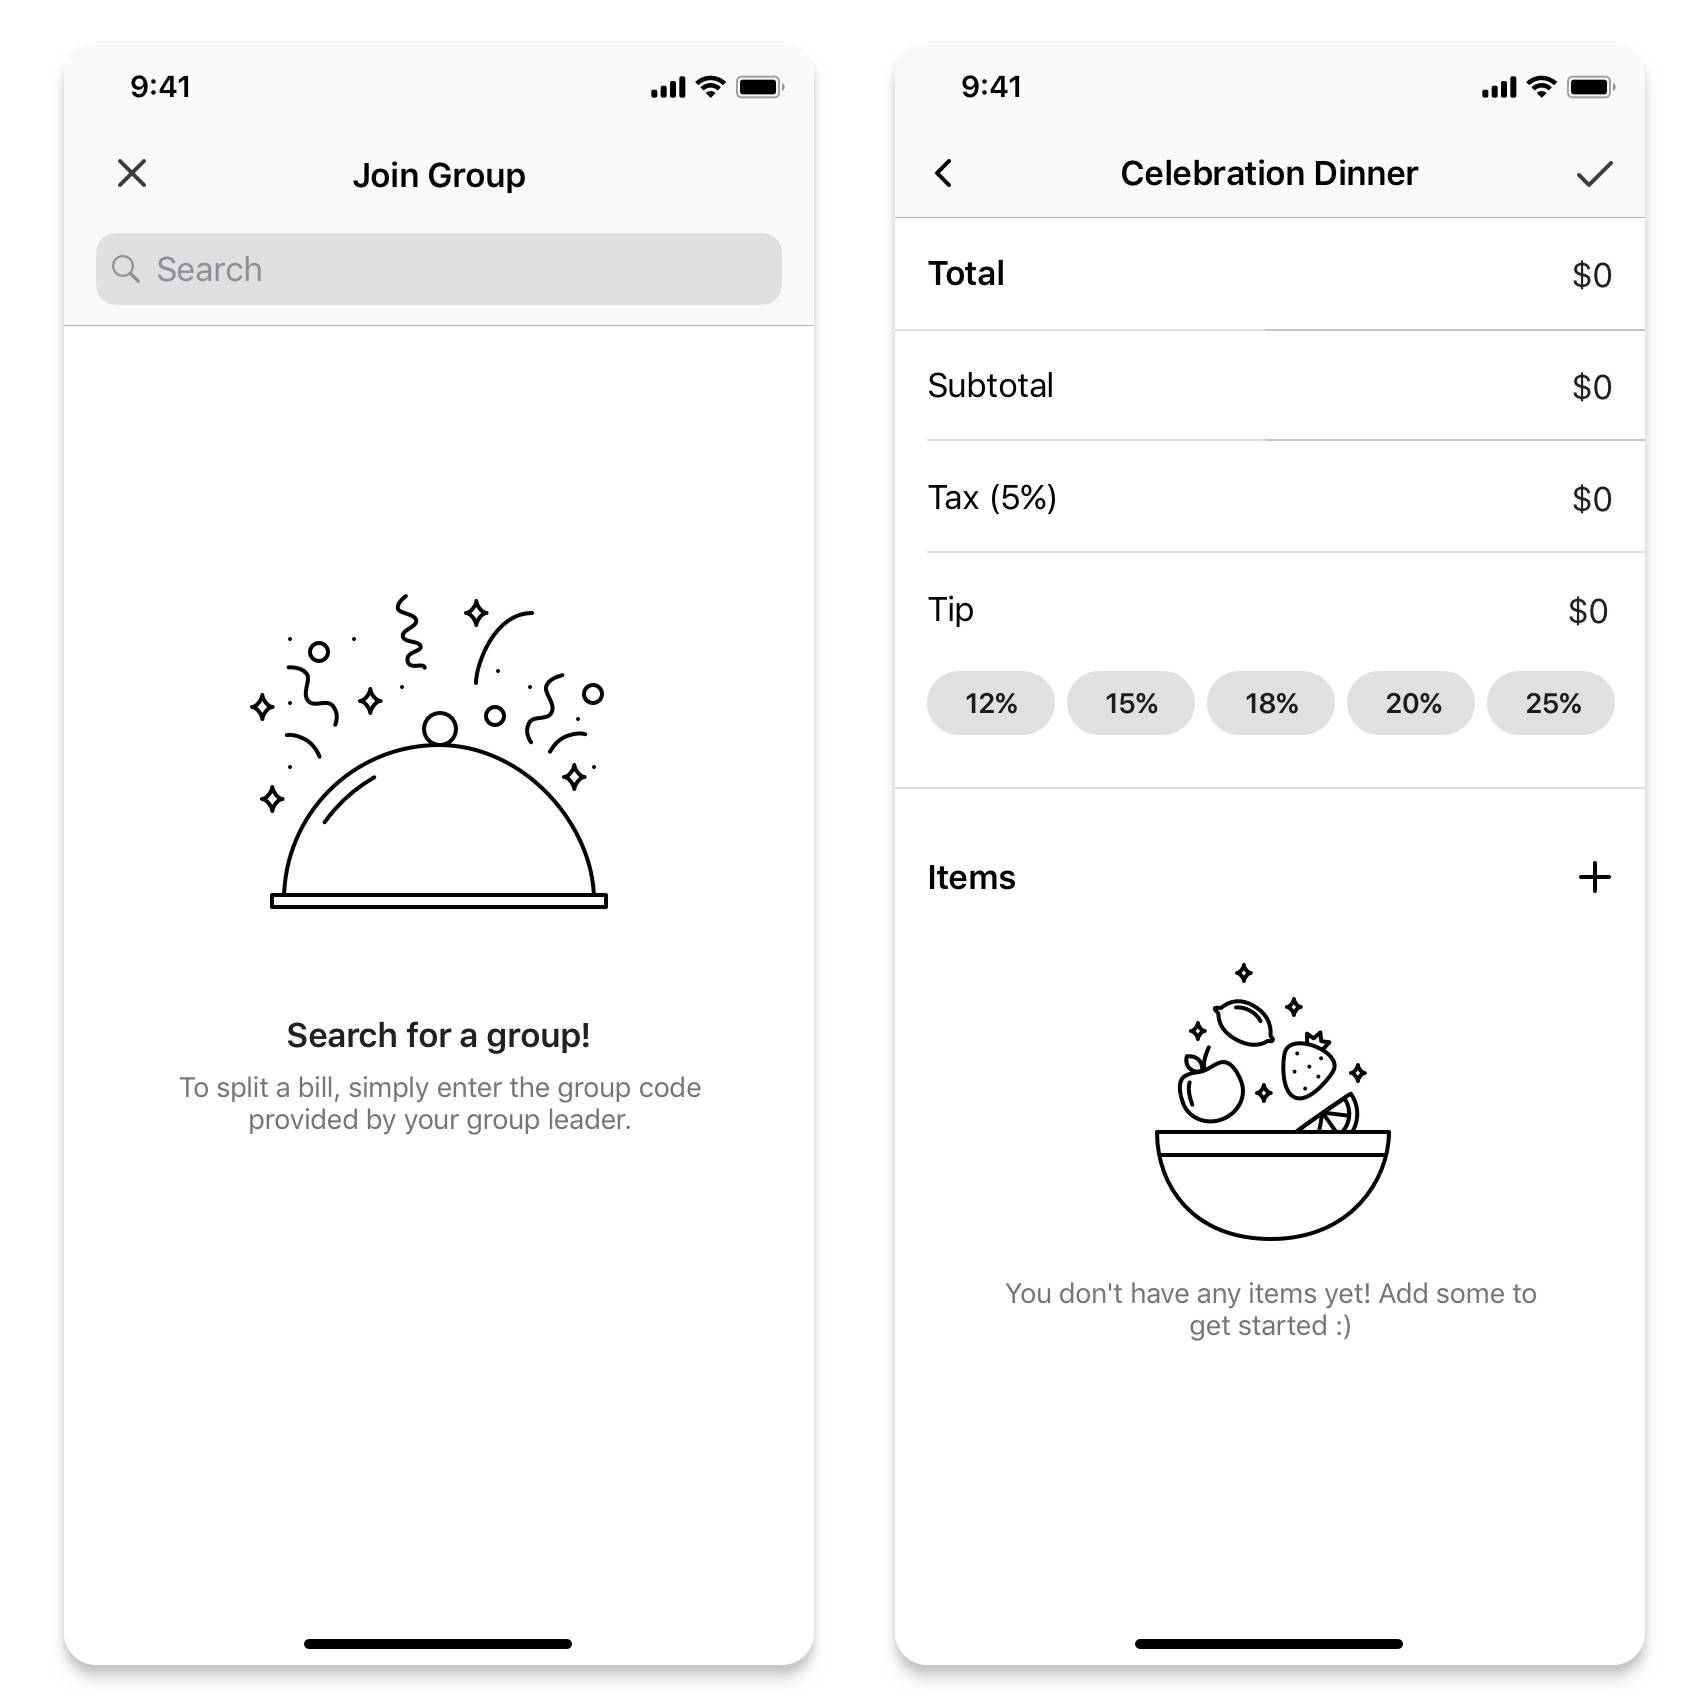 9:41
Join Group
Search
Search for a group!
To split a bill, simply enter the group code
provided by your group leader.
9:41
Celebration Dinner
Total $0
Subtotal $0
Tax (5%) $0
Tip $0
12% 15% 18% 20% 25%
Items
You don't have any items yet! Add some to
get started :)